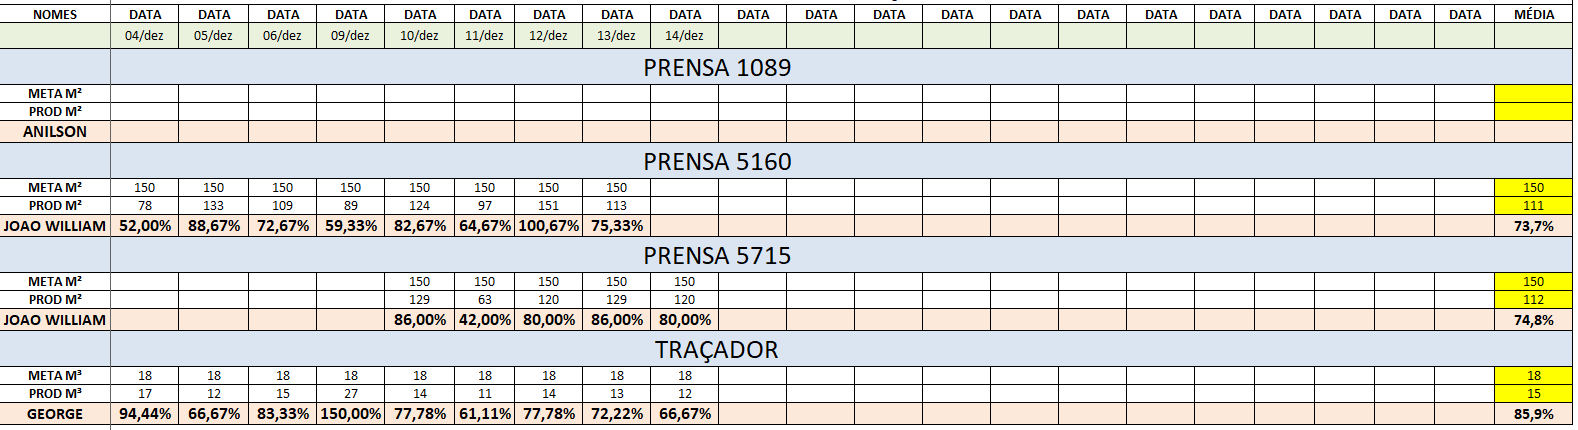 NOMES DATA DATA DATA DATA DATA DATA DATA DATA DATA DATA DATA DATA DATA DATA DATA DATA DATA DATA DATA DATA DATA MÉDIA
04/dez 05/dez 06/dez 09/dez 10/dez 11/dez 12/dez 13/dez 14/dez
PRENSA 1089
META M²
PROD M²
ANILSON
PRENSA 5160
META M² 150 150 150 150 150 150 150 150 150
PROD M² 78 133 109 89 124 97 151 113 111
JOAO WILLIAM 52,00% 88,67% 72,67% 59,33% 82,67% 64,67% 100,67% 75,33% 73,7%
PRENSA 5715
META M² 150 150 150 150 150 150
PROD M² 129 63 120 129 120 112
JOAO WILLIAM 86,00% 42,00% 80,00% 86,00% 80,00% 74,8%
TRAÇADOR
META M³ 18 18 18 18 18 18 18 18 18 18
PROD M³ 17 12 15 27 14 11 14 13 12 15
GEORGE 94,44% 66,67% 83,33% 150,00% 77,78% 61,11% 77,78% 72,22% 66,67% 85,9%